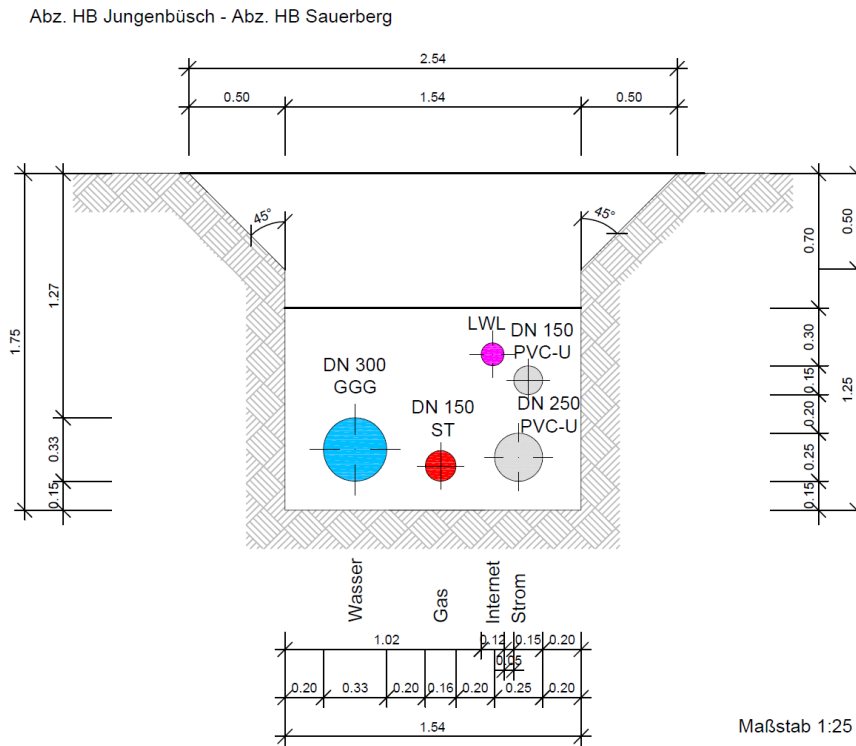 Abz. HB Jungenbüsch - Abz. HB Sauerberg
2.54
0.50 1.54 0.50
45° 45°
0.50
0.70
1.27
1.75
LWL DN 150
PVC-U
0.30
DN 300
GGG
0.15
1.25
DN 150
ST
DN 250
PVC-U
0.20
0.33
0.25
0.15
0.15
Wasser
Gas
Internet
Strom
1.02 0.12 0.15 0.20
0.05
0.20 0.33 0.20 0.16 0.20 0.25 0.20
1.54
Maßstab 1:25